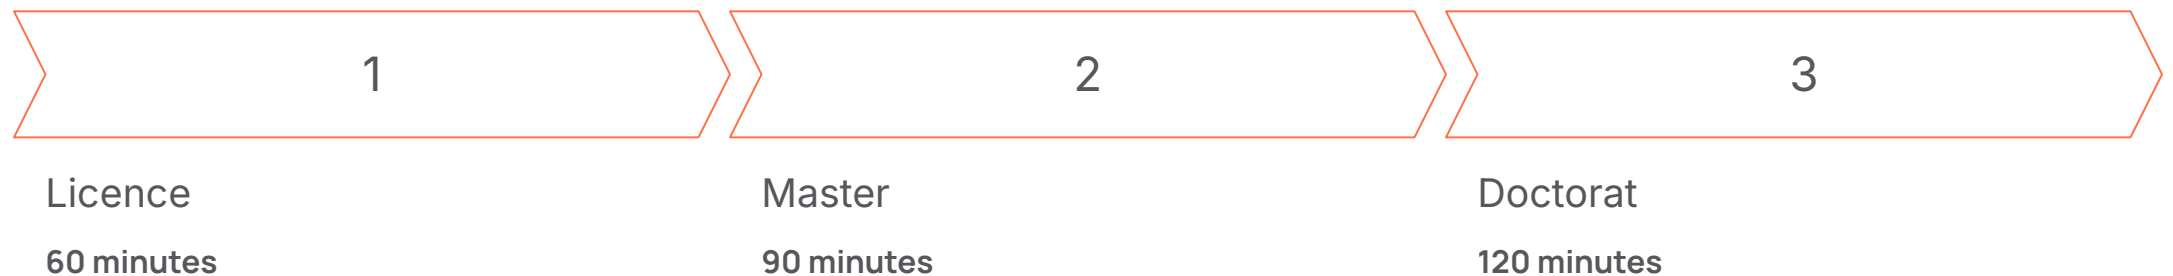 1
2
3
Licence
60 minutes
Master
90 minutes
Doctorat
120 minutes